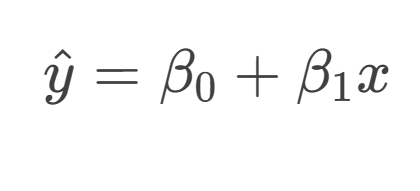 ŷ = β₀ + β₁x